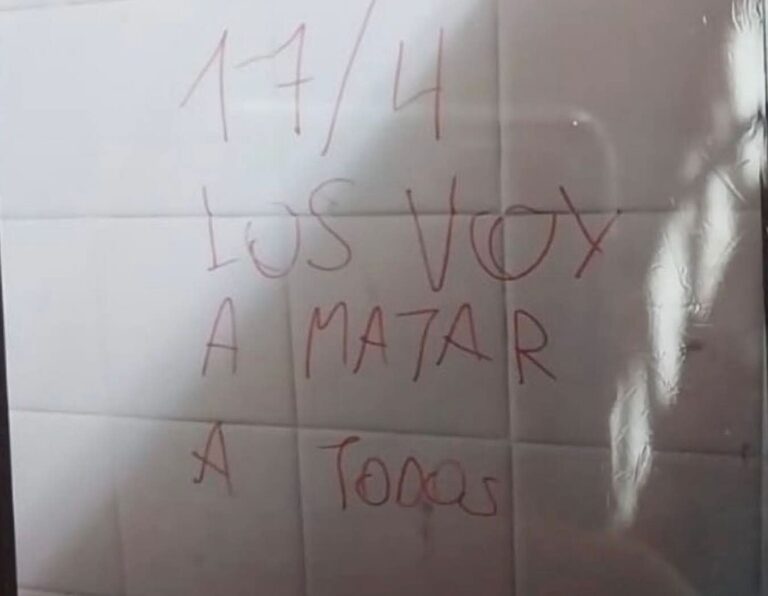 17/4
LOS VOY
A MATAR
A TODOS